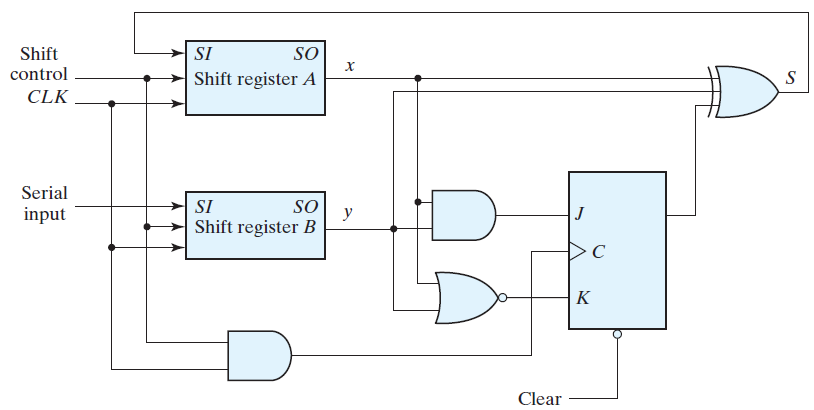 Shift
control
CLK
SI SO
Shift register A
x
S
Serial
input
SI SO
Shift register B
y
J
C
K
Clear